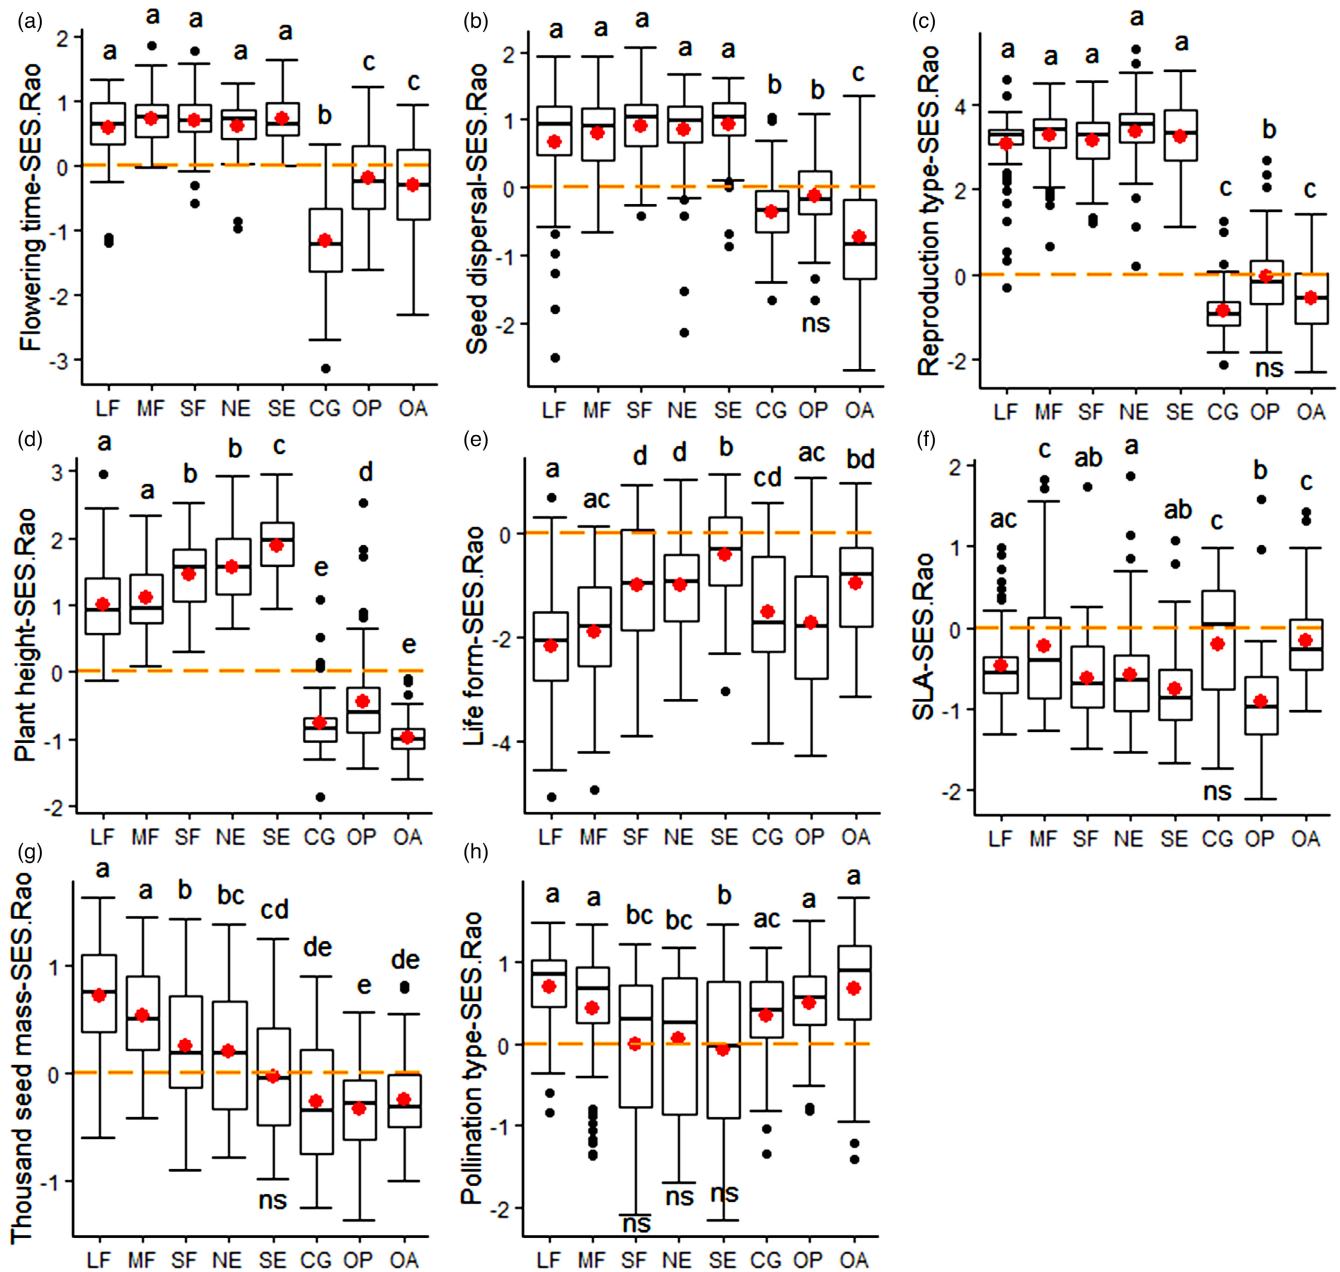 (a)
a a a a a b c c
Flowering time-SES.Rao
2
1
0
-1
-2
-3
LF MF SF NE SE CG OP OA
(b)
a a a a a b b c
Seed dispersal-SES.Rao
2
1
0
-1
-2
ns
LF MF SF NE SE CG OP OA
(c)
a a a a a c b c
Reproduction type-SES.Rao
4
2
0
-2
ns
LF MF SF NE SE CG OP OA
(d)
a a b b c e d e
Plant height-SES.Rao
3
2
1
0
-1
-2
LF MF SF NE SE CG OP OA
(e)
a ac d d b cd ac bd
Life form-SES.Rao
0
-2
-4
LF MF SF NE SE CG OP OA
(f)
ac c ab a ab c b c
SLA-SES.Rao
2
1
0
-1
-2
ns
LF MF SF NE SE CG OP OA
(g)
a a b bc cd de e de
Thousand seed mass-SES.Rao
1
0
-1
ns
LF MF SF NE SE CG OP OA
(h)
a a bc bc b ac a a
Pollination type-SES.Rao
1
0
-1
-2
ns ns ns
LF MF SF NE SE CG OP OA